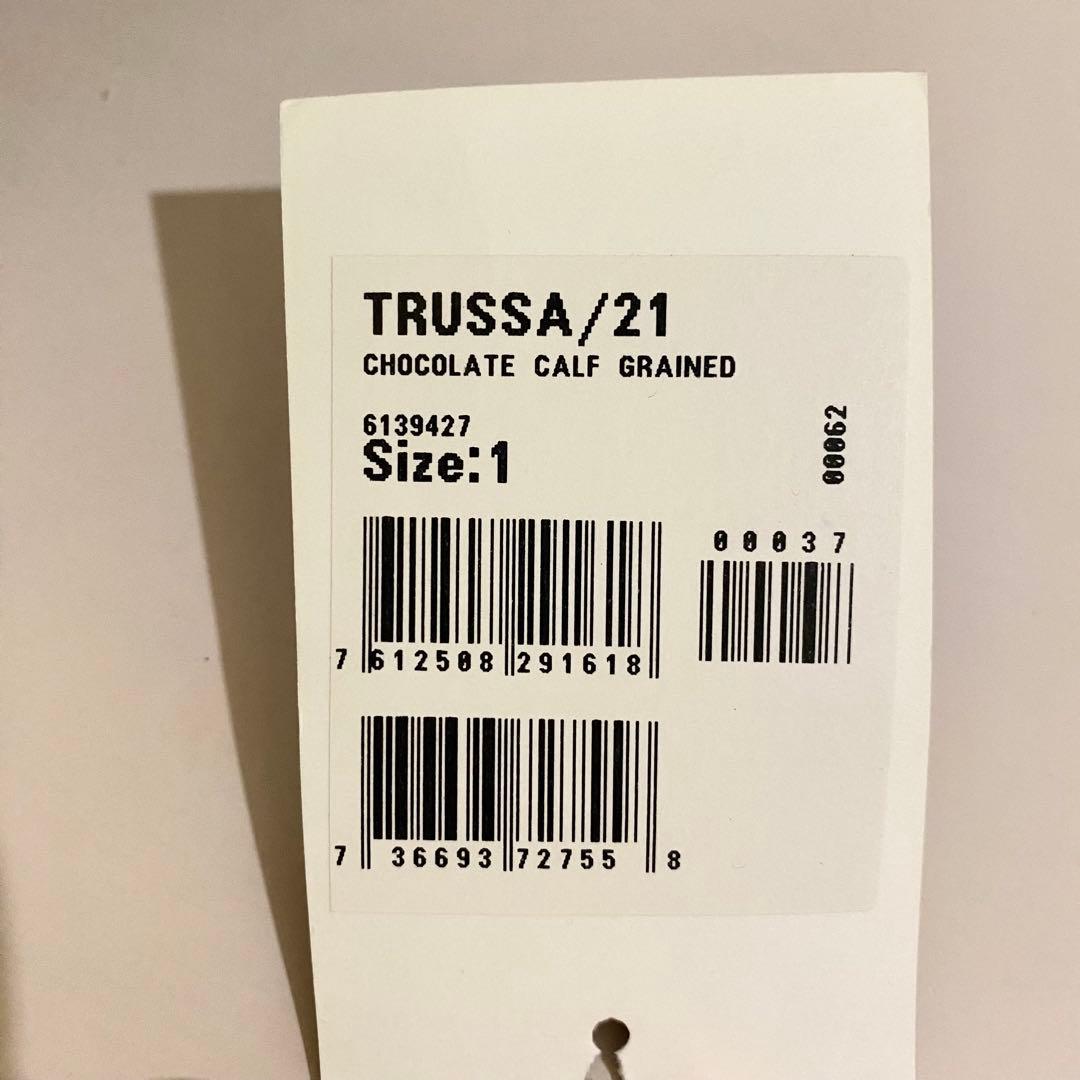 TRUSSA/21
CHOCOLATE CALF GRAINED
6139427
Size:1
00062
00037
7 612508 291618
7 36693 72755 8